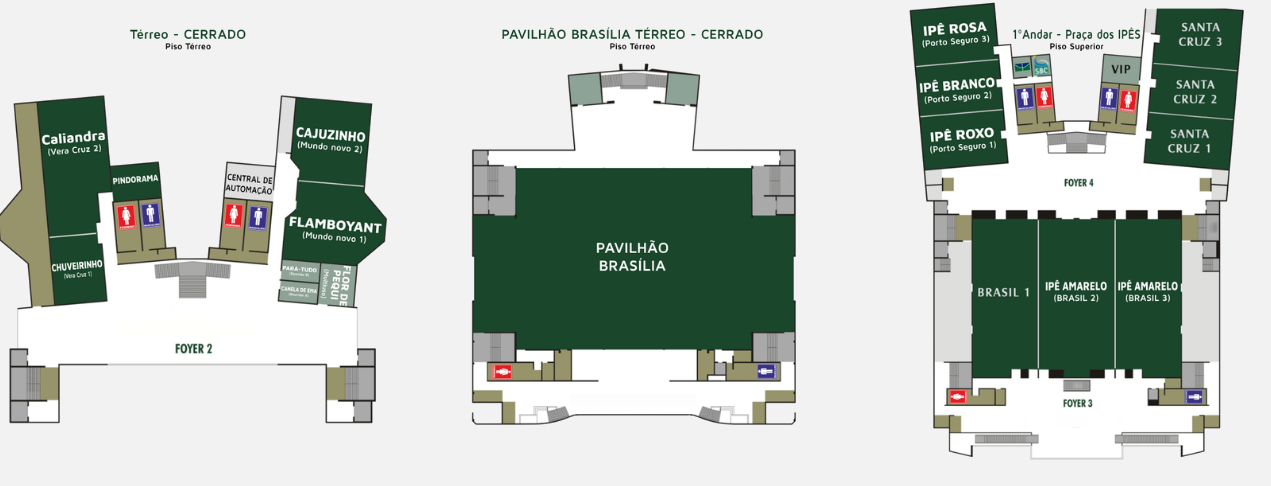 Térreo - CERRADO
Piso Térreo
Caliandra
(Vera Cruz 2)
PINDORAMA
CHUVEIRINHO
(Vera Cruz 1)
CENTRAL DE
AUTOMAÇÃO
CAJUZINHO
(Mundo novo 2)
FLAMBOYANT
(Mundo novo 1)
PARA-TUDO
CANELA DE EMA
FLOR DE
PEQUI
(Multiuso)
FOYER 2
PAVILHÃO BRASÍLIA TÉRREO - CERRADO
Piso Térreo
PAVILHÃO
BRASÍLIA
1°Andar - Praça dos IPÊS
Piso Superior
IPÊ ROSA
(Porto Seguro 3)
IPÊ BRANCO
(Porto Seguro 2)
IPÊ ROXO
(Porto Seguro 1)
SBC
VIP
SANTA
CRUZ 3
SANTA
CRUZ 2
SANTA
CRUZ 1
FOYER 4
BRASIL 1
IPÊ AMARELO
(BRASIL 2)
IPÊ AMARELO
(BRASIL 3)
FOYER 3